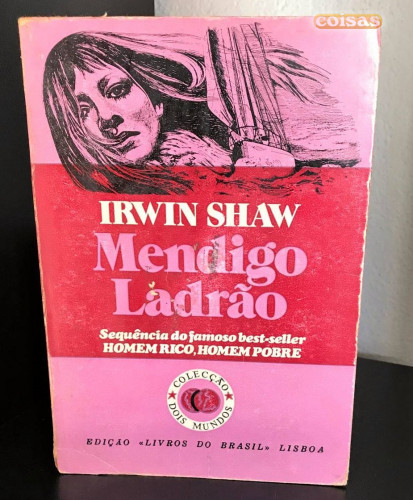 coisas
IRWIN SHAW
Mendigo
Ladrão
Sequência do famoso best-seller
HOMEM RICO, HOMEM POBRE
COLECÇÃO
DOIS MUNDOS
EDIÇÃO «LIVROS DO BRASIL» LISBOA